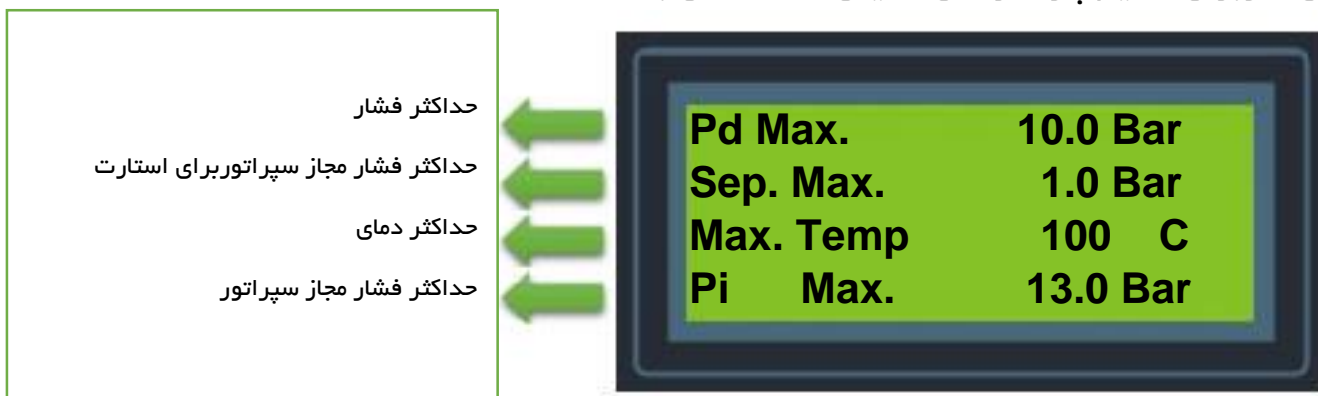 حداکثر فشار
Pd Max. 10.0 Bar
حداکثر فشار مجاز سپراتوربرای استارت
Sep. Max. 1.0 Bar
حداکثر دمای
Max. Temp 100 C
حداکثر فشار مجاز سپراتور
Pi Max. 13.0 Bar